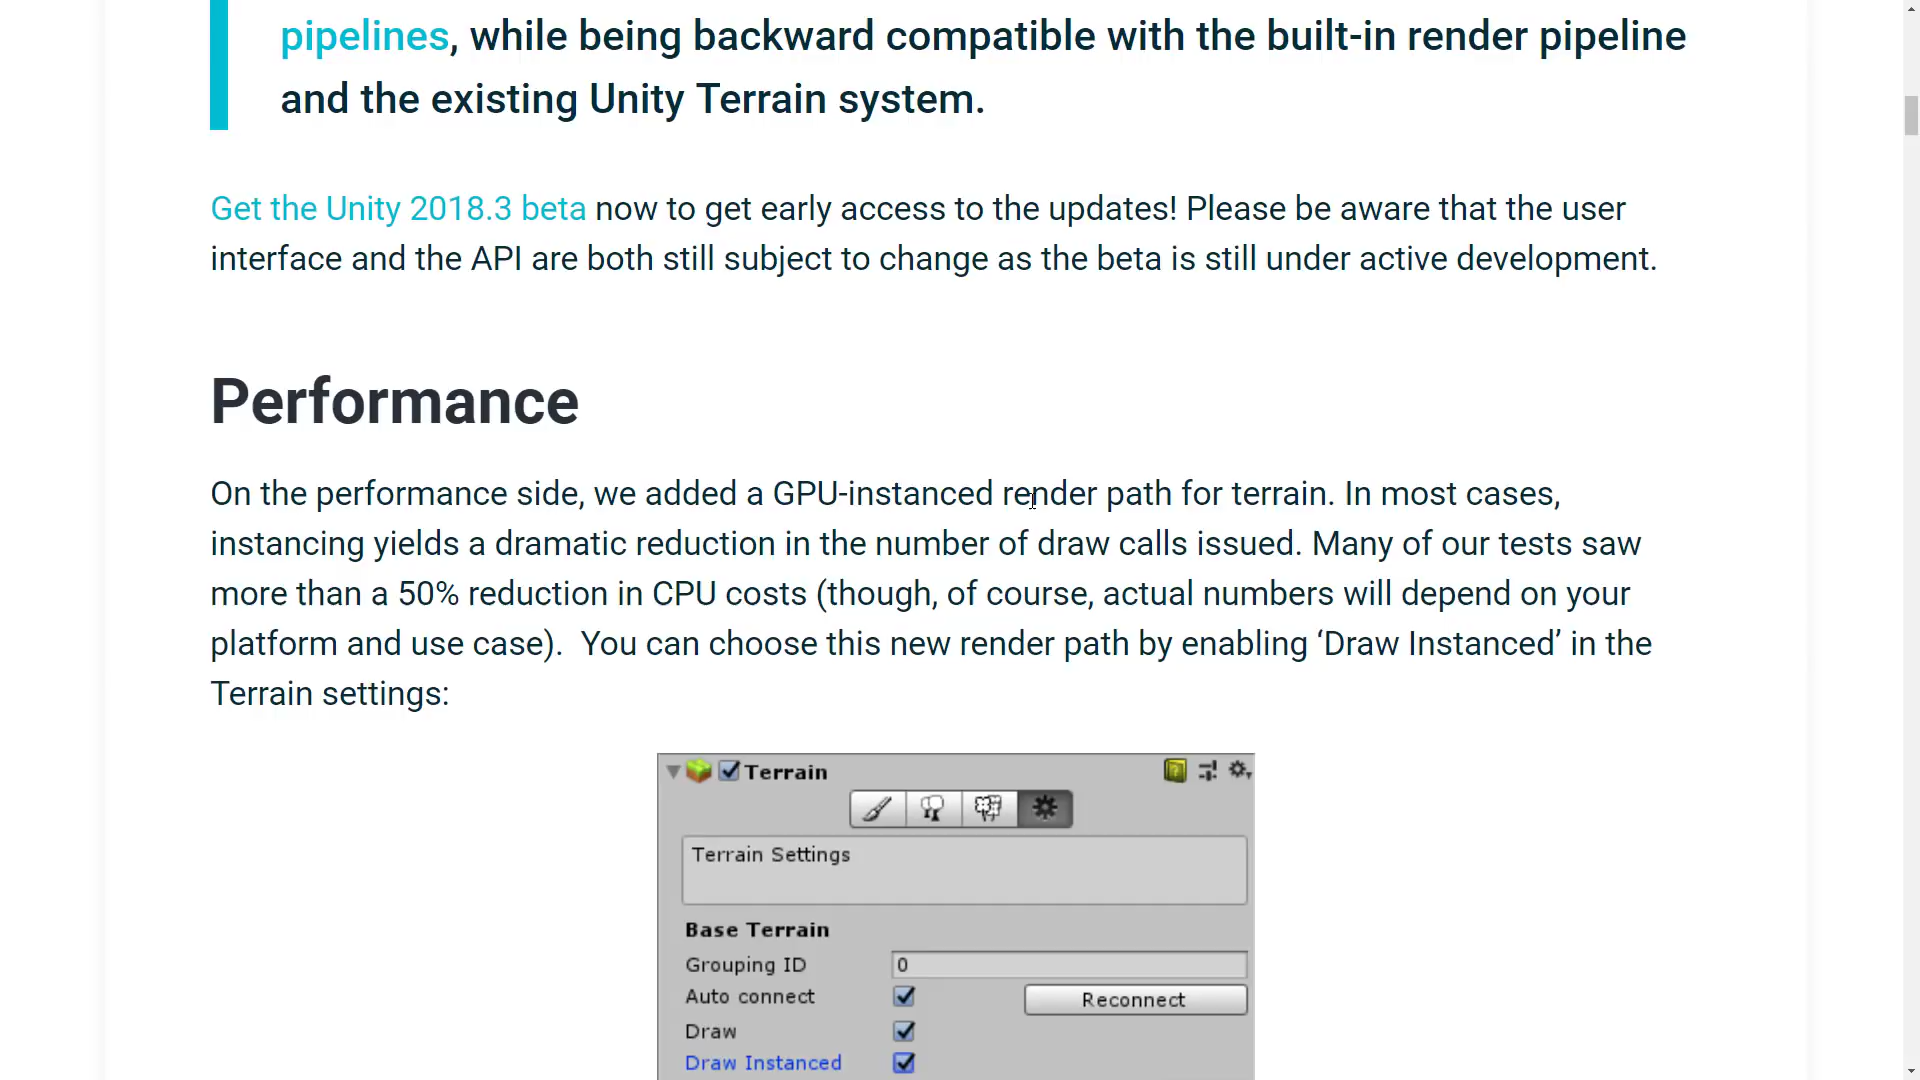 pipelines, while being backward compatible with the built-in render pipeline
and the existing Unity Terrain system.
Get the Unity 2018.3 beta now to get early access to the updates! Please be aware that the user
interface and the API are both still subject to change as the beta is still under active development.
Performance
On the performance side, we added a GPU-instanced render path for terrain. In most cases,
instancing yields a dramatic reduction in the number of draw calls issued. Many of our tests saw
more than a 50% reduction in CPU costs (though, of course, actual numbers will depend on your
platform and use case).  You can choose this new render path by enabling ‘Draw Instanced’ in the
Terrain settings:
Terrain
Terrain Settings
Base Terrain
Grouping ID 0
Auto connect Reconnect
Draw
Draw Instanced